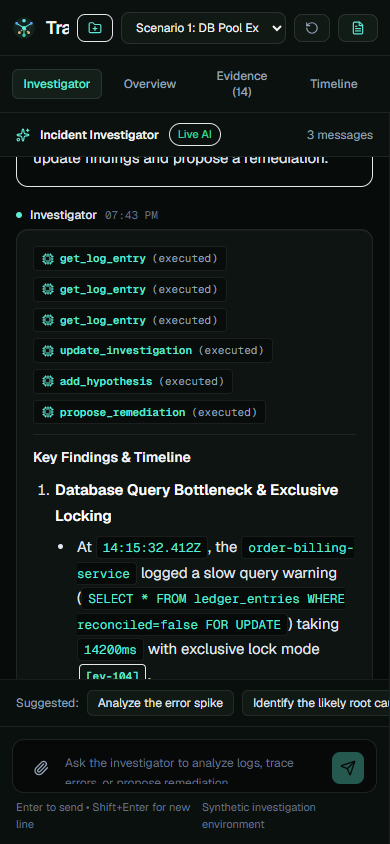 Tra
Scenario 1: DB Pool Ex
Investigator
Overview
Evidence
(14)
Timeline
Incident Investigator
Live AI
3 messages
update findings and propose a remediation.
Investigator 07:43 PM
get_log_entry (executed)
get_log_entry (executed)
get_log_entry (executed)
update_investigation (executed)
add_hypothesis (executed)
propose_remediation (executed)
Key Findings & Timeline
1. Database Query Bottleneck & Exclusive
Locking
• At 14:15:32.412Z, the order-billing-
service logged a slow query warning
( SELECT * FROM ledger_entries WHERE
reconciled=false FOR UPDATE ) taking
14200ms with exclusive lock mode
[ev-104].
Suggested:
Analyze the error spike
Identify the likely root cau
Ask the investigator to analyze logs, trace
errors, or propose remediation
Enter to send • Shift+Enter for new
line
Synthetic investigation
environment